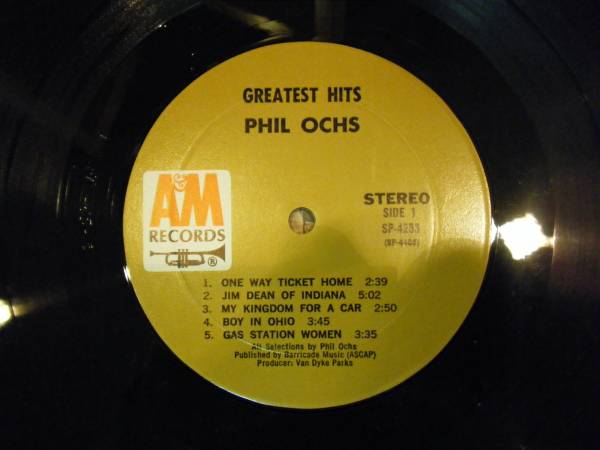 GREATEST HITS
PHIL OCHS
A&M
RECORDS
®
STEREO
SIDE 1
SP-4253
(SP-4408)
1. ONE WAY TICKET HOME 2:39
2. JIM DEAN OF INDIANA 5:02
3. MY KINGDOM FOR A CAR 2:50
4. BOY IN OHIO 3:45
5. GAS STATION WOMEN 3:35
All Selections by Phil Ochs
Published by Barricade Music (ASCAP)
Producer: Van Dyke Parks